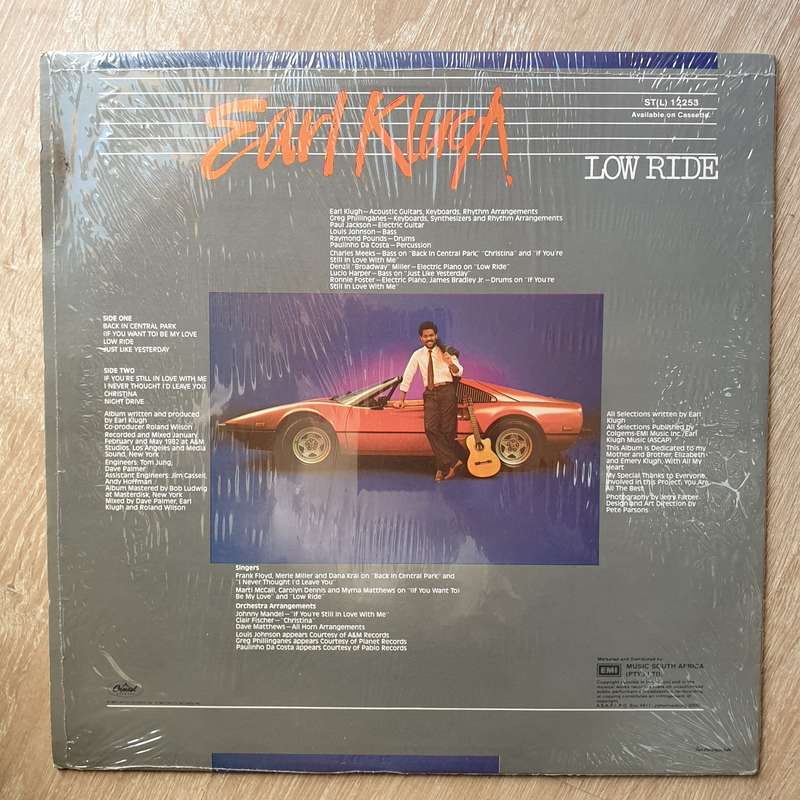 Earl Klugh
ST(L) 12253
Available on Cassette.
LOW RIDE
Earl Klugh—Acoustic Guitars, Keyboards, Rhythm Arrangements
Greg Phillinganes—Keyboards, Synthesizers and Rhythm Arrangements
Paul Jackson—Electric Guitar
Louis Johnson—Bass
Raymond Pounds—Drums
Paulinho Da Costa—Percussion
Charles Meeks—Bass on "Back In Central Park," "Christina" and "If You're
Still In Love With Me"
Denzil "Broadway" Miller—Electric Piano on "Low Ride"
Lucio Harper—Bass on "Just Like Yesterday"
Ronnie Foster—Electric Piano, James Bradley Jr.—Drums on "If You're
Still In Love With Me"
SIDE ONE
BACK IN CENTRAL PARK
(IF YOU WANT TO) BE MY LOVE
LOW RIDE
JUST LIKE YESTERDAY
SIDE TWO
IF YOU'RE STILL IN LOVE WITH ME
I NEVER THOUGHT I'D LEAVE YOU
CHRISTINA
NIGHT DRIVE
Album written and produced
by Earl Klugh
Co-producer Roland Wilson
Recorded and Mixed January,
February and May 1982 at A&M
Studios, Los Angeles and Media
Sound, New York
Engineers: Tom Jung,
Dave Palmer
Assistant Engineers: Jim Cassell,
Andy Hoffman
Album Mastered by Bob Ludwig
at Masterdisk, New York
Mixed by Dave Palmer, Earl
Klugh and Roland Wilson
All Selections written by Earl
Klugh
All Selections Published by
Colgems-EMI Music Inc./Earl
Klugh Music (ASCAP)
This Album is Dedicated to my
Mother and Brother, Elizabeth
and Emery Klugh, With All My
Heart
My Special Thanks to Everyone
Involved in this Project: You Are
All The Best
Photography by Jerry Farber
Design and Art Direction by
Pete Parsons
Singers
Frank Floyd, Merle Miller and Dana Kral on "Back In Central Park" and
"I Never Thought I'd Leave You"
Marti McCall, Carolyn Dennis and Myrna Matthews on "(If You Want To)
Be My Love" and "Low Ride"
Orchestra Arrangements
Johnny Mandel—"If You're Still In Love With Me"
Clair Fischer—"Christina"
Dave Matthews—All Horn Arrangements
Louis Johnson appears Courtesy of A&M Records
Greg Phillinganes appears Courtesy of Planet Records
Paulinho Da Costa appears Courtesy of Pablo Records
Capitol
Marketed and Distributed by
EMI MUSIC SOUTH AFRICA
(PTY) LTD.